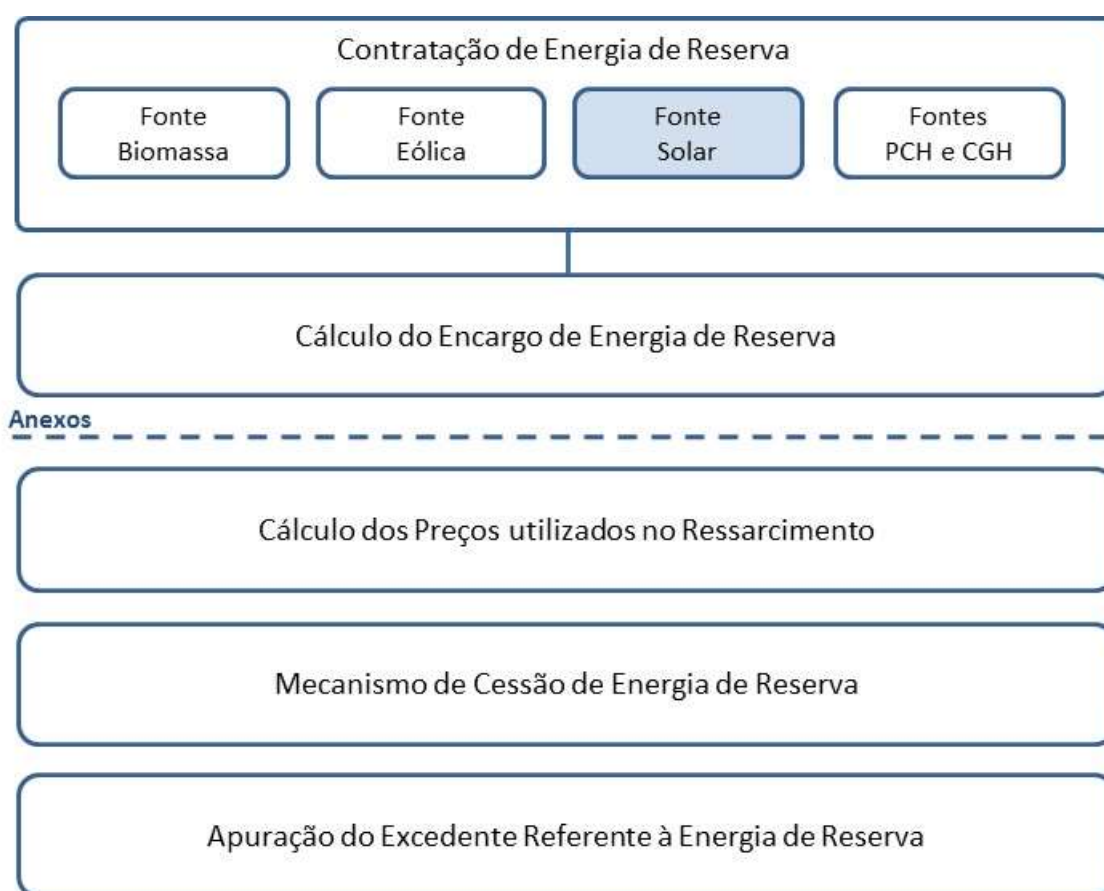 Contratação de Energia de Reserva
Fonte
Biomassa
Fonte
Eólica
Fonte
Solar
Fontes
PCH e CGH
Cálculo do Encargo de Energia de Reserva
Anexos
Cálculo dos Preços utilizados no Ressarcimento
Mecanismo de Cessão de Energia de Reserva
Apuração do Excedente Referente à Energia de Reserva